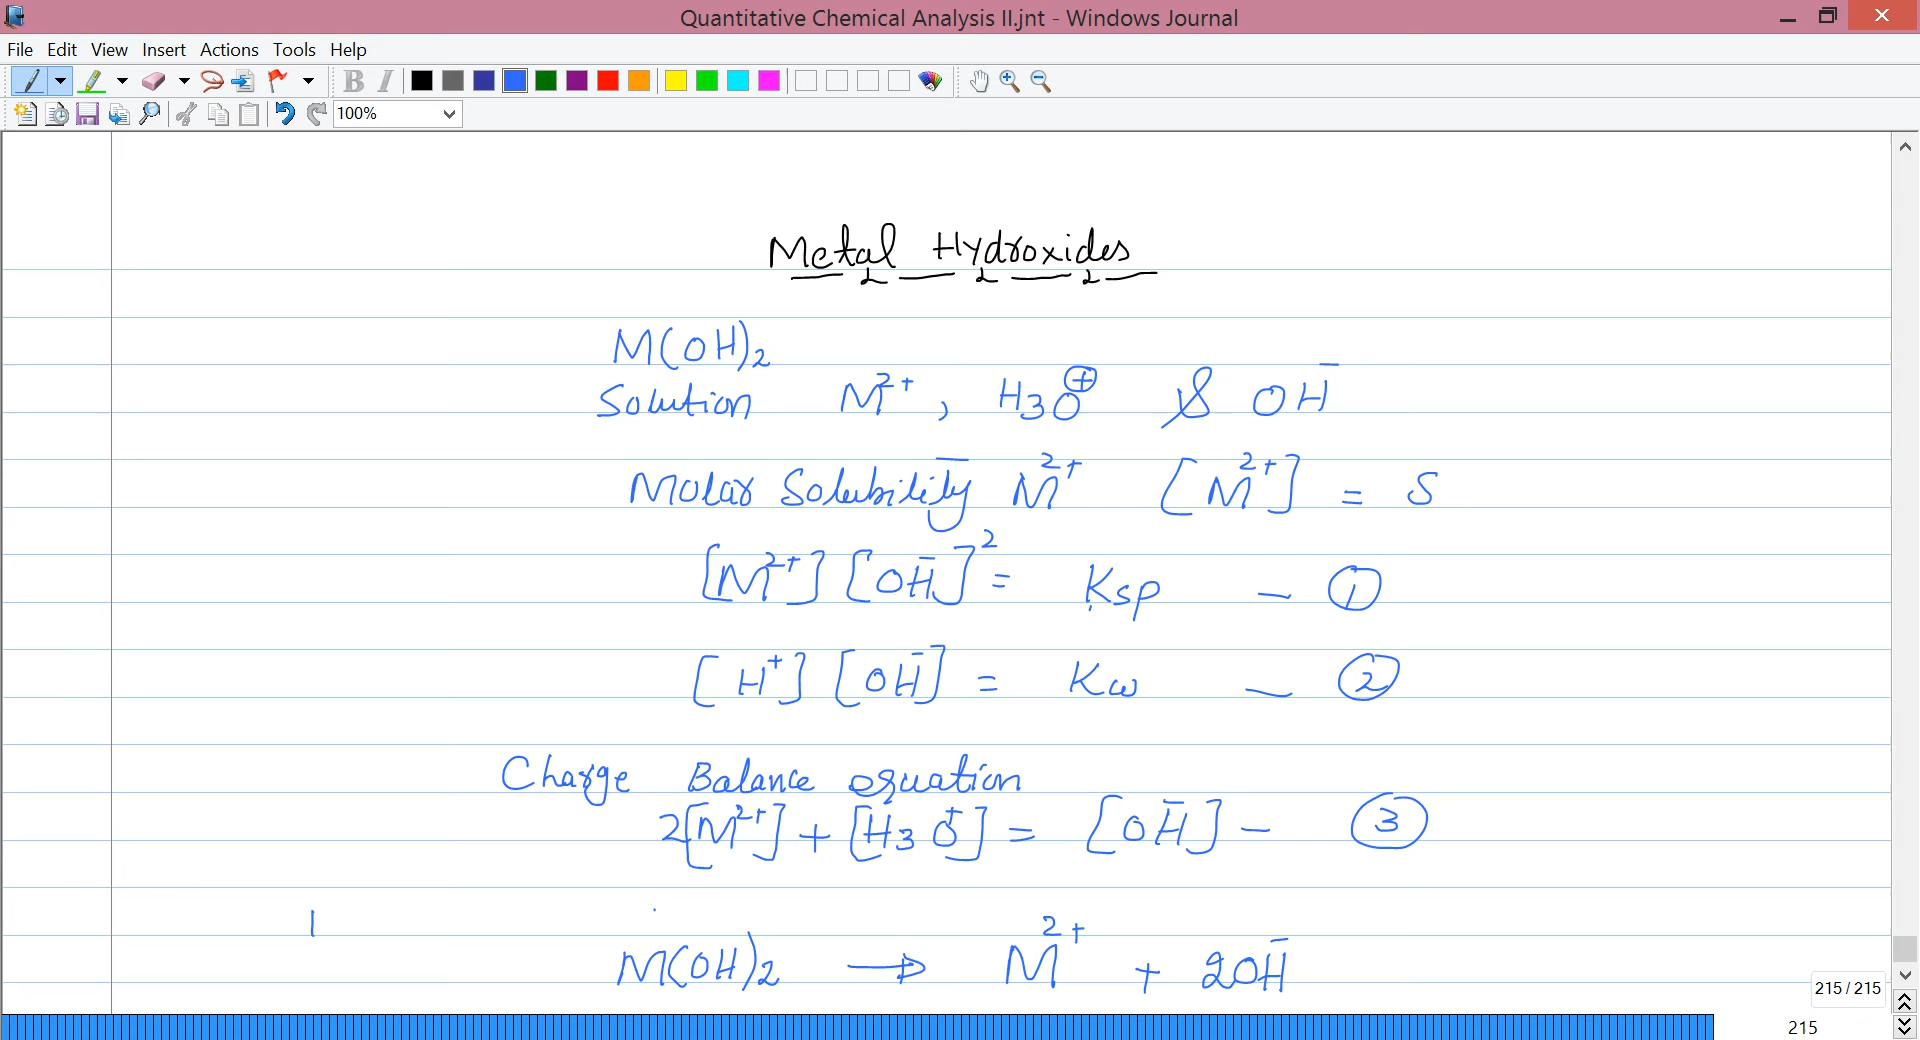 Quantitative Chemical Analysis II.jnt - Windows Journal
File Edit View Insert Actions Tools Help
B I
100%
Metal Hydroxides
M(OH)₂
Solution M²⁺, H₃O⁺ & OH⁻
Molar Solubility M²⁺ [M²⁺] = S
[M²⁺] [OH⁻]² = Ksp - ①
[H⁺] [OH⁻] = Kw - ②
Charge Balance equation
2[M²⁺] + [H₃O⁺] = [OH⁻] - ③
M(OH)₂ → M²⁺ + 2OH⁻
215 / 215
215